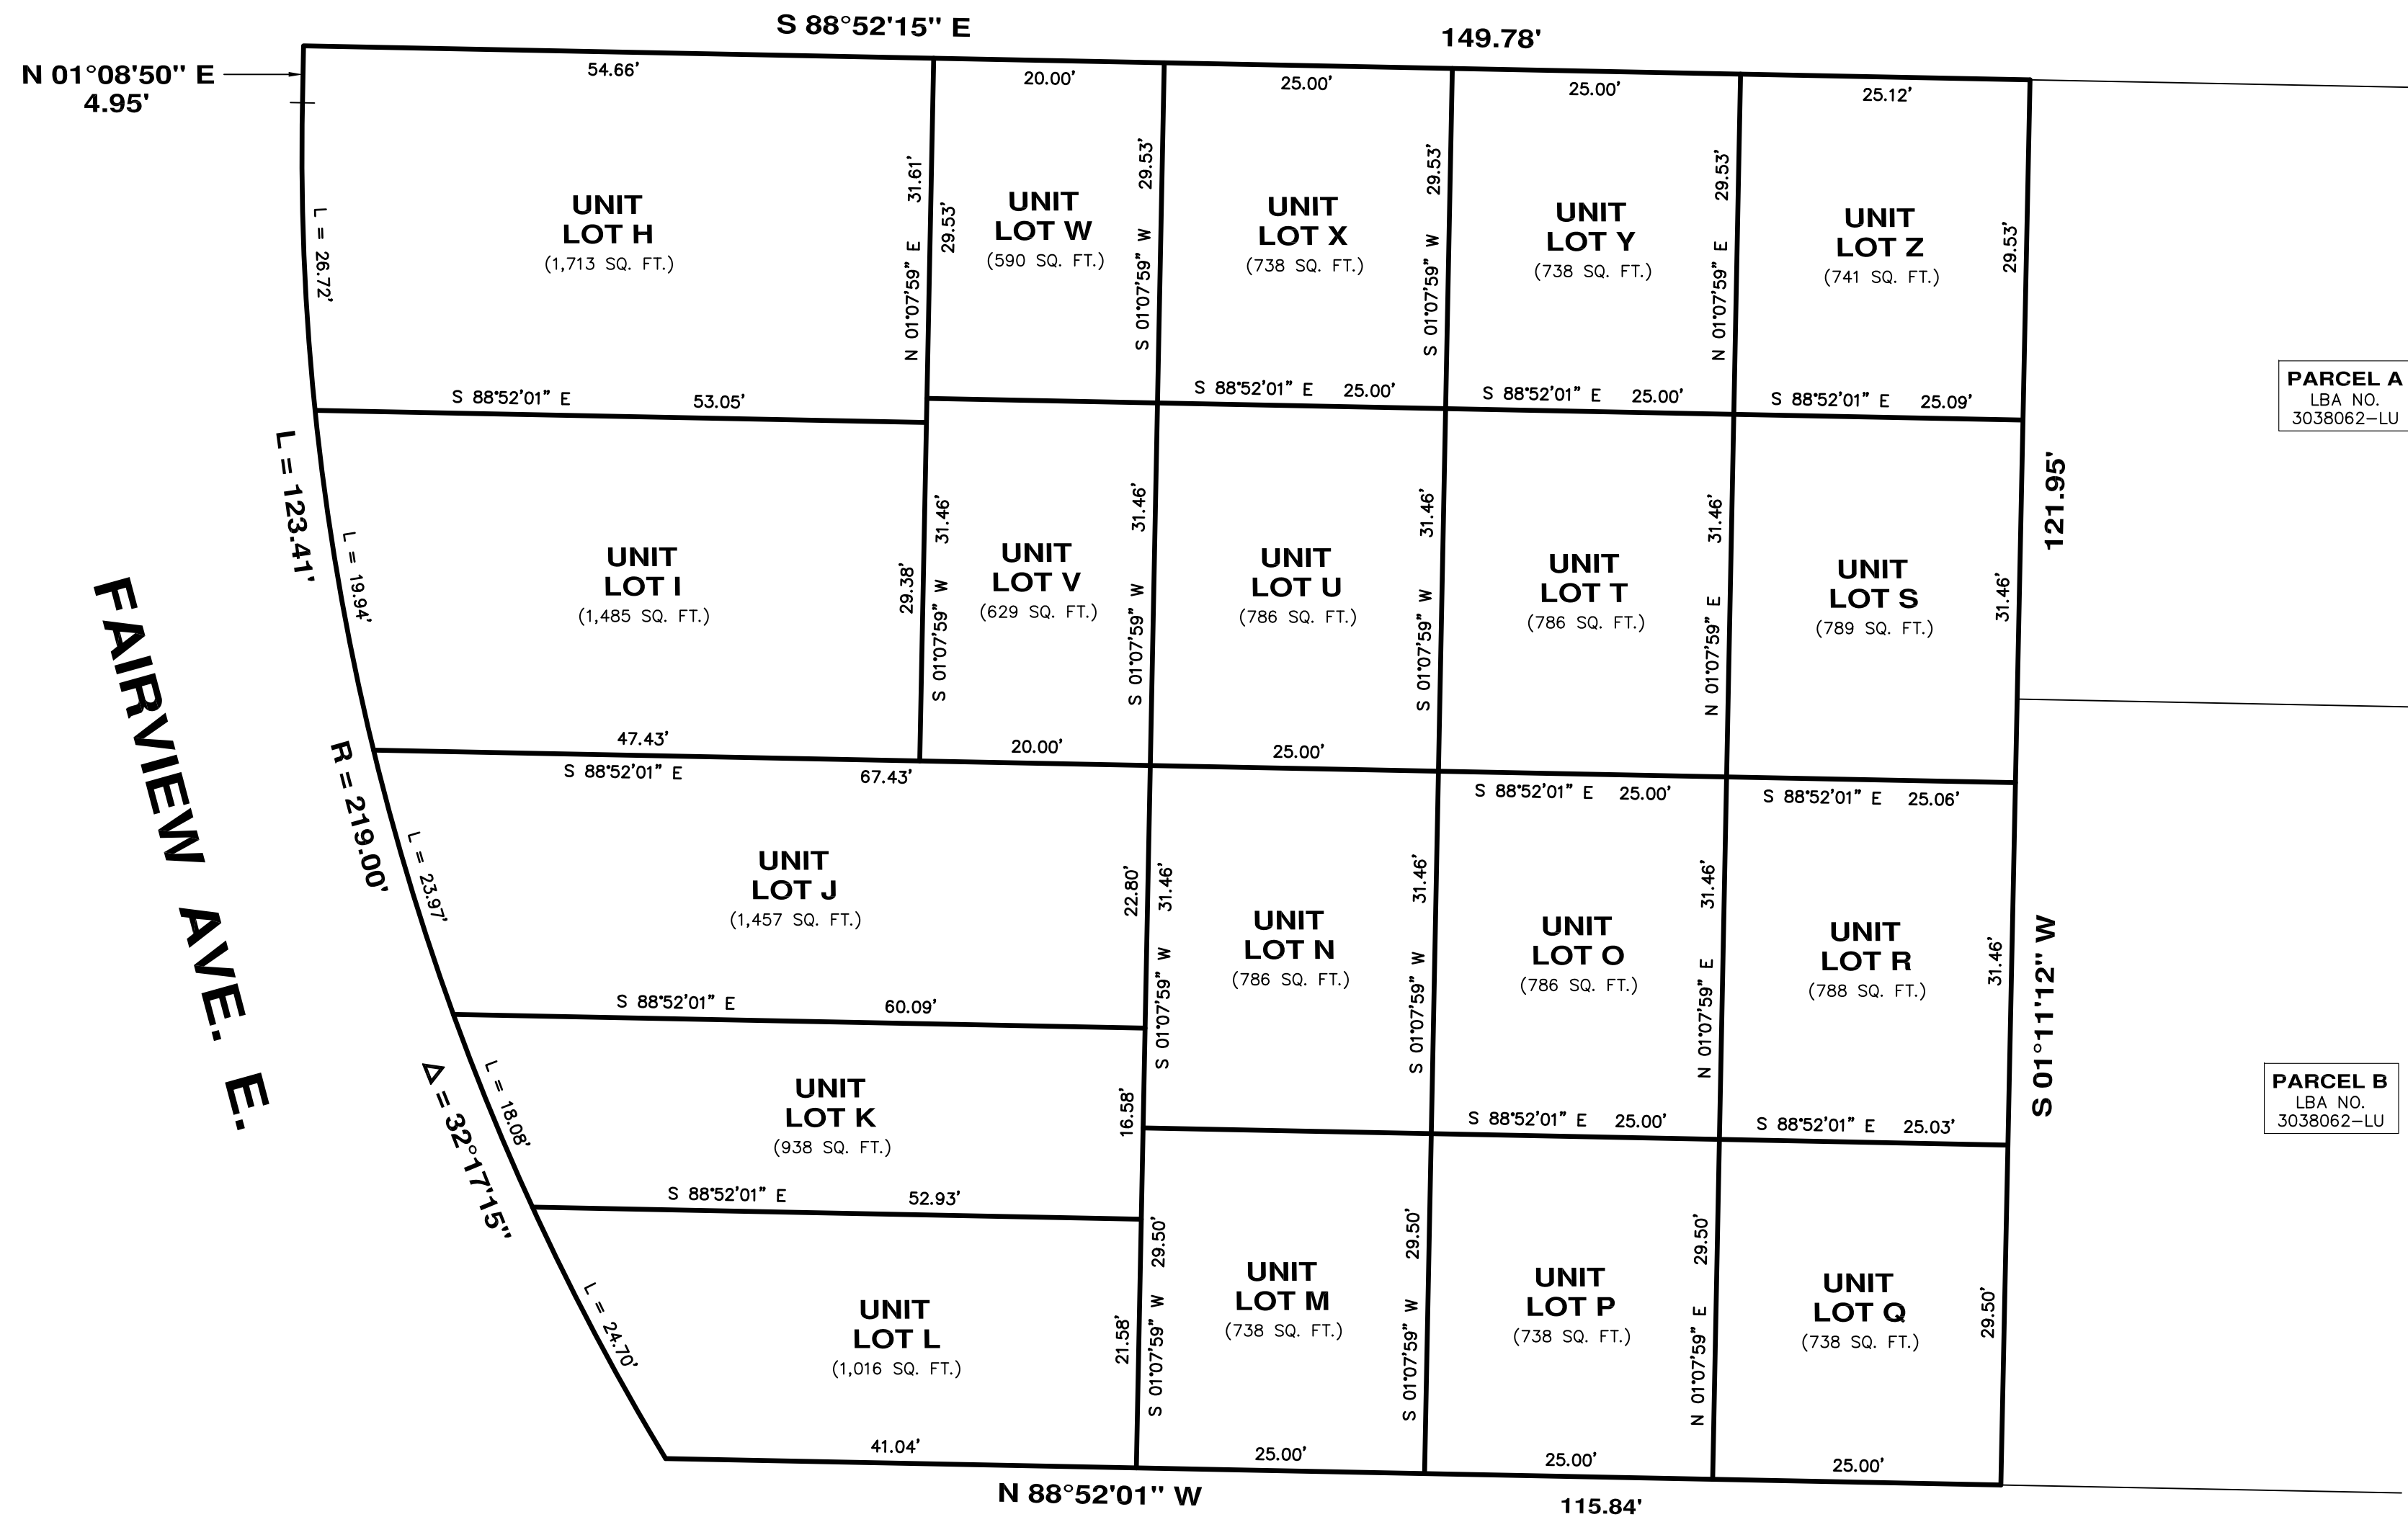 S 88°52'15" E
149.78'
N 01°08'50" E
4.95'
54.66'
20.00'
25.00'
25.00'
25.12'
L = 26.72'
UNIT
LOT H
(1,713 SQ. FT.)
N 01°07'59" E 31.61'
29.53'
UNIT
LOT W
(590 SQ. FT.)
S 01°07'59" W 29.53'
UNIT
LOT X
(738 SQ. FT.)
S 01°07'59" W 29.53'
UNIT
LOT Y
(738 SQ. FT.)
N 01°07'59" E 29.53'
UNIT
LOT Z
(741 SQ. FT.)
29.53'
S 88°52'01" E 53.05'
S 88°52'01" E 25.00'
S 88°52'01" E 25.00'
S 88°52'01" E 25.09'
PARCEL A
LBA NO.
3038062-LU
L = 123.41'
L = 19.94'
UNIT
LOT I
(1,485 SQ. FT.)
29.38'
S 01°07'59" W 31.46'
UNIT
LOT V
(629 SQ. FT.)
S 01°07'59" W 31.46'
UNIT
LOT U
(786 SQ. FT.)
S 01°07'59" W 31.46'
UNIT
LOT T
(786 SQ. FT.)
N 01°07'59" E 31.46'
UNIT
LOT S
(789 SQ. FT.)
31.46'
121.95'
S 01°11'12" W
FAIRVIEW AVE. E.
47.43'
20.00'
25.00'
S 88°52'01" E 67.43'
S 88°52'01" E 25.00'
S 88°52'01" E 25.06'
R = 219.00'
L = 23.97'
UNIT
LOT J
(1,457 SQ. FT.)
22.80'
S 01°07'59" W 31.46'
UNIT
LOT N
(786 SQ. FT.)
S 01°07'59" W 31.46'
UNIT
LOT O
(786 SQ. FT.)
N 01°07'59" E 31.46'
UNIT
LOT R
(788 SQ. FT.)
31.46'
S 88°52'01" E 60.09'
Δ = 32°17'15"
L = 18.08'
UNIT
LOT K
(938 SQ. FT.)
16.58'
S 88°52'01" E 25.00'
S 88°52'01" E 25.03'
PARCEL B
LBA NO.
3038062-LU
S 88°52'01" E 52.93'
L = 24.70'
UNIT
LOT L
(1,016 SQ. FT.)
21.58'
S 01°07'59" W 29.50'
UNIT
LOT M
(738 SQ. FT.)
S 01°07'59" W 29.50'
UNIT
LOT P
(738 SQ. FT.)
N 01°07'59" E 29.50'
UNIT
LOT Q
(738 SQ. FT.)
29.50'
41.04'
25.00'
25.00'
25.00'
N 88°52'01" W
115.84'